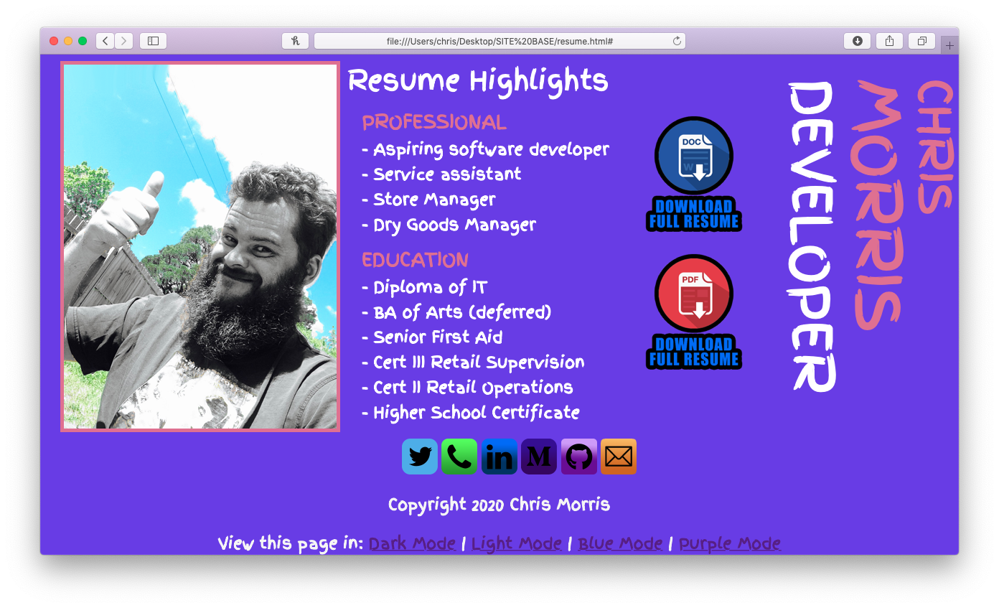 file:///Users/chris/Desktop/SITE%20BASE/resume.html#
Resume Highlights
PROFESSIONAL
- Aspiring software developer
- Service assistant
- Store Manager
- Dry Goods Manager
EDUCATION
- Diploma of IT
- BA of Arts (deferred)
- Senior First Aid
- Cert III Retail Supervision
- Cert II Retail Operations
- Higher School Certificate
DOC
W
DOWNLOAD
FULL RESUME
PDF
DOWNLOAD
FULL RESUME
CHRIS
MORRIS
DEVELOPER
in
M
Copyright 2020 Chris Morris
View this page in: Dark Mode | Light Mode | Blue Mode | Purple Mode